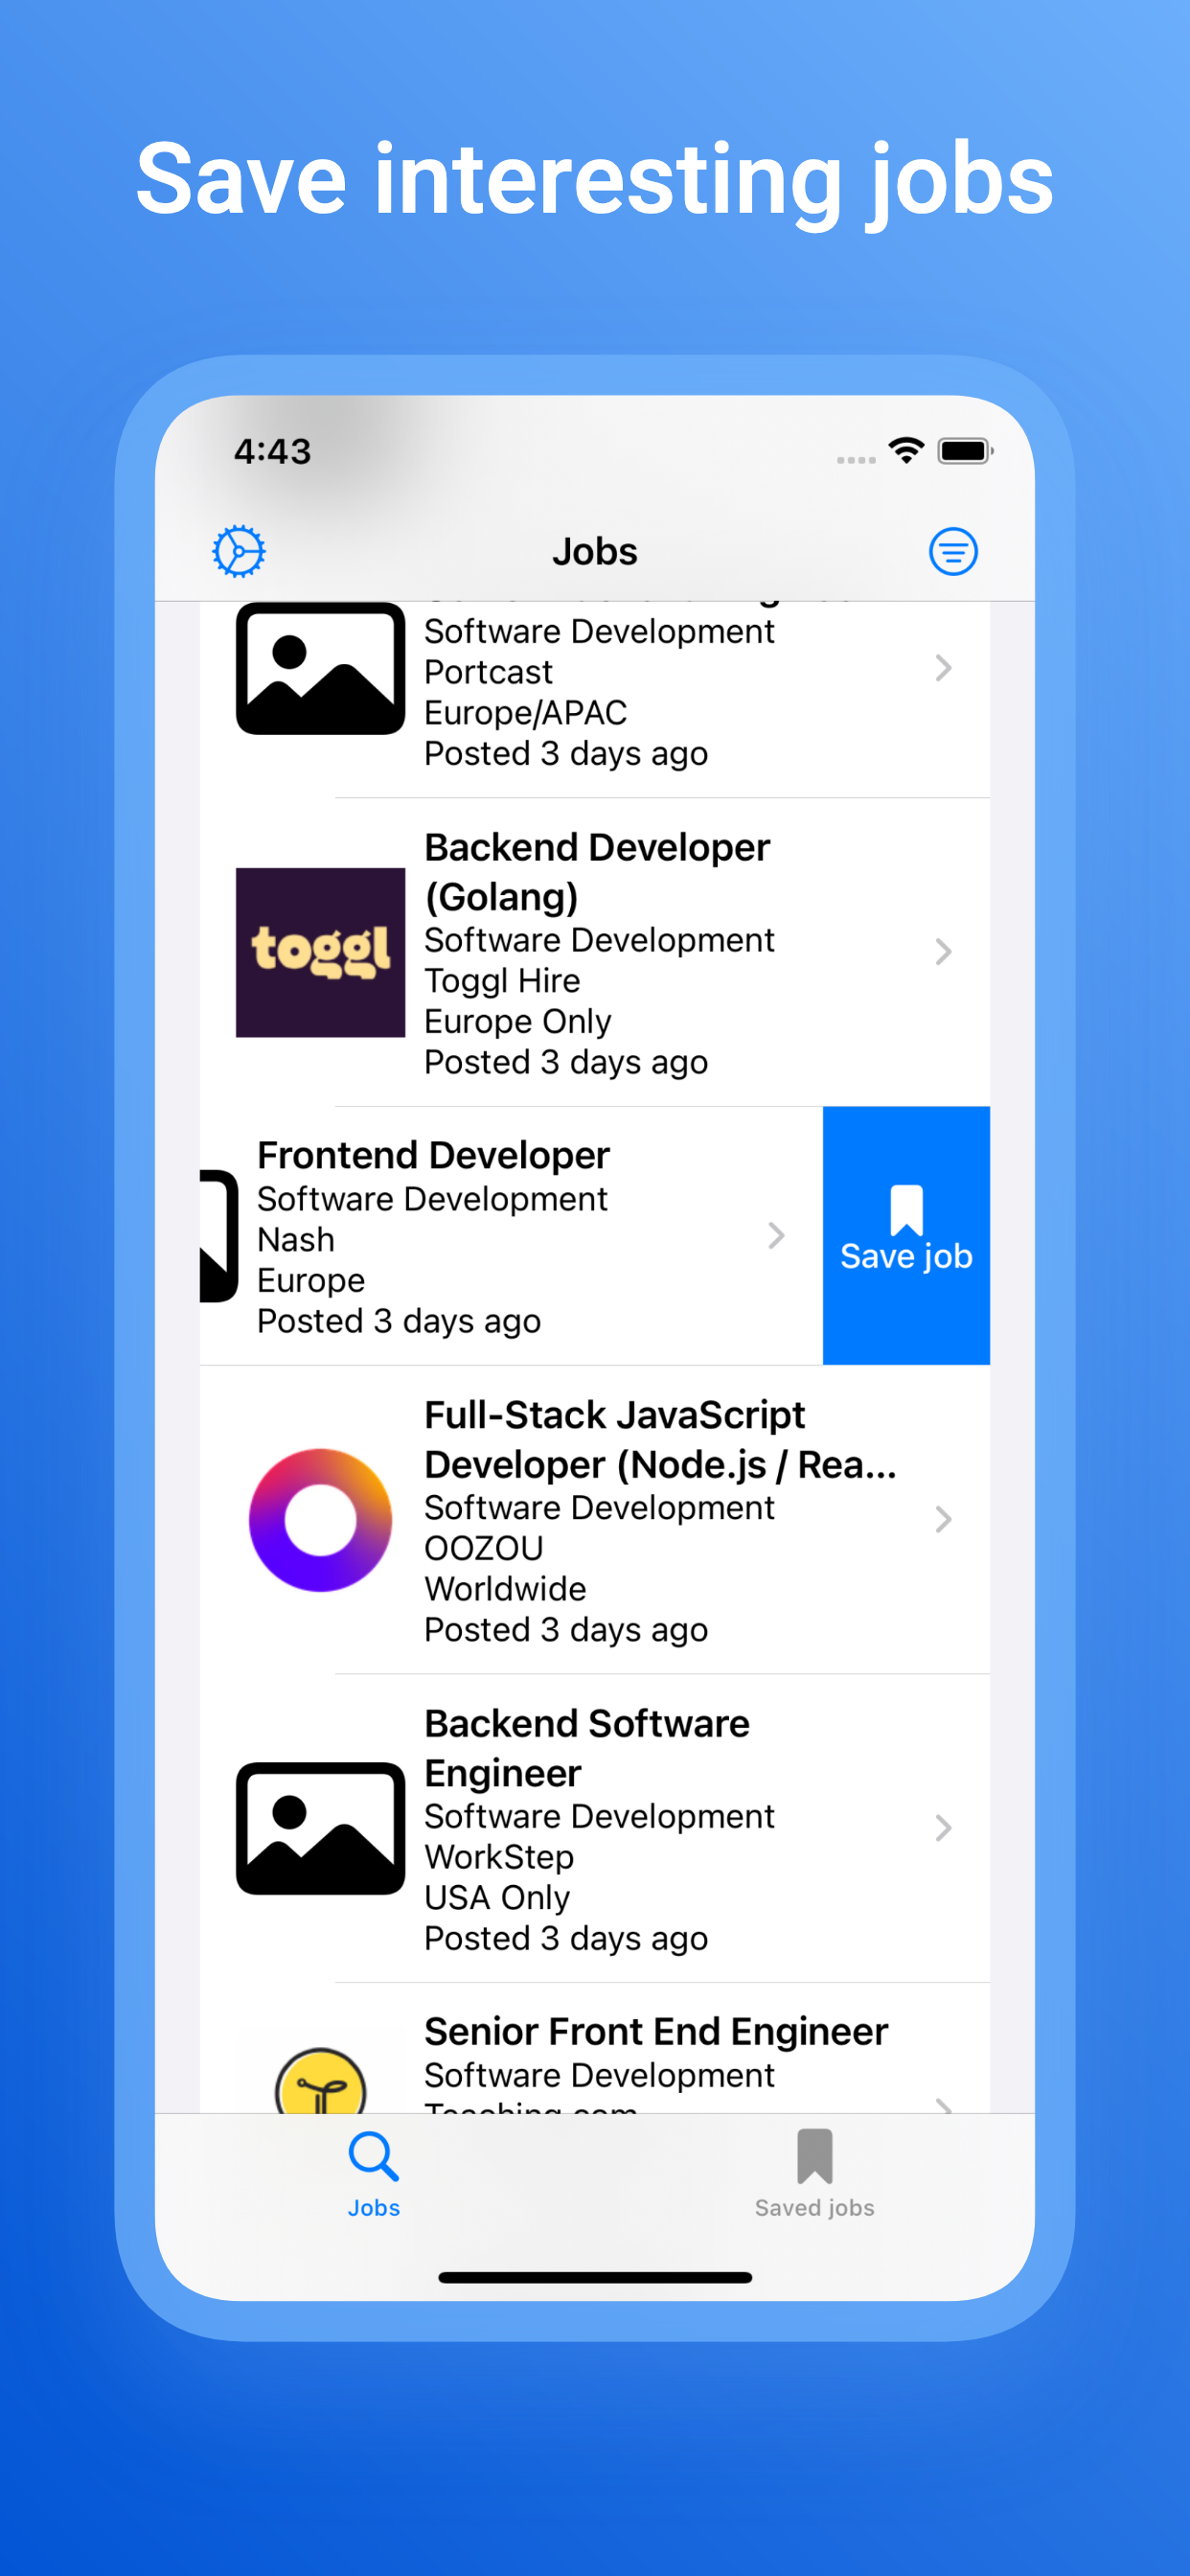 Save interesting jobs
4:43
Jobs
Software Development
Portcast
Europe/APAC
Posted 3 days ago
Backend Developer
(Golang)
toggl
Software Development
Toggl Hire
Europe Only
Posted 3 days ago
Frontend Developer
Software Development
Nash
Europe
Posted 3 days ago
Save job
Full-Stack JavaScript
Developer (Node.js / Rea...
Software Development
OOZOU
Worldwide
Posted 3 days ago
Backend Software
Engineer
Software Development
WorkStep
USA Only
Posted 3 days ago
Senior Front End Engineer
Software Development
Teaching.com
Jobs
Saved jobs